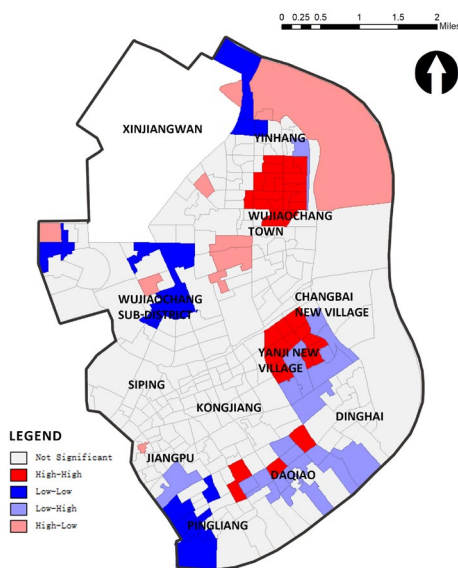 0 0.25 0.5 1 1.5 2
Miles
XINJIANGWAN
YINHANG
WUJIAOCHANG
TOWN
CHANGBAI
NEW VILLAGE
WUJIAOCHANG
SUB-DISTRICT
YANJI NEW
VILLAGE
SIPING
KONGJIANG
DINGHAI
LEGEND
Not Significant
High-High
Low-Low
Low-High
High-Low
JIANGPU
DAQIAO
PINGLIANG